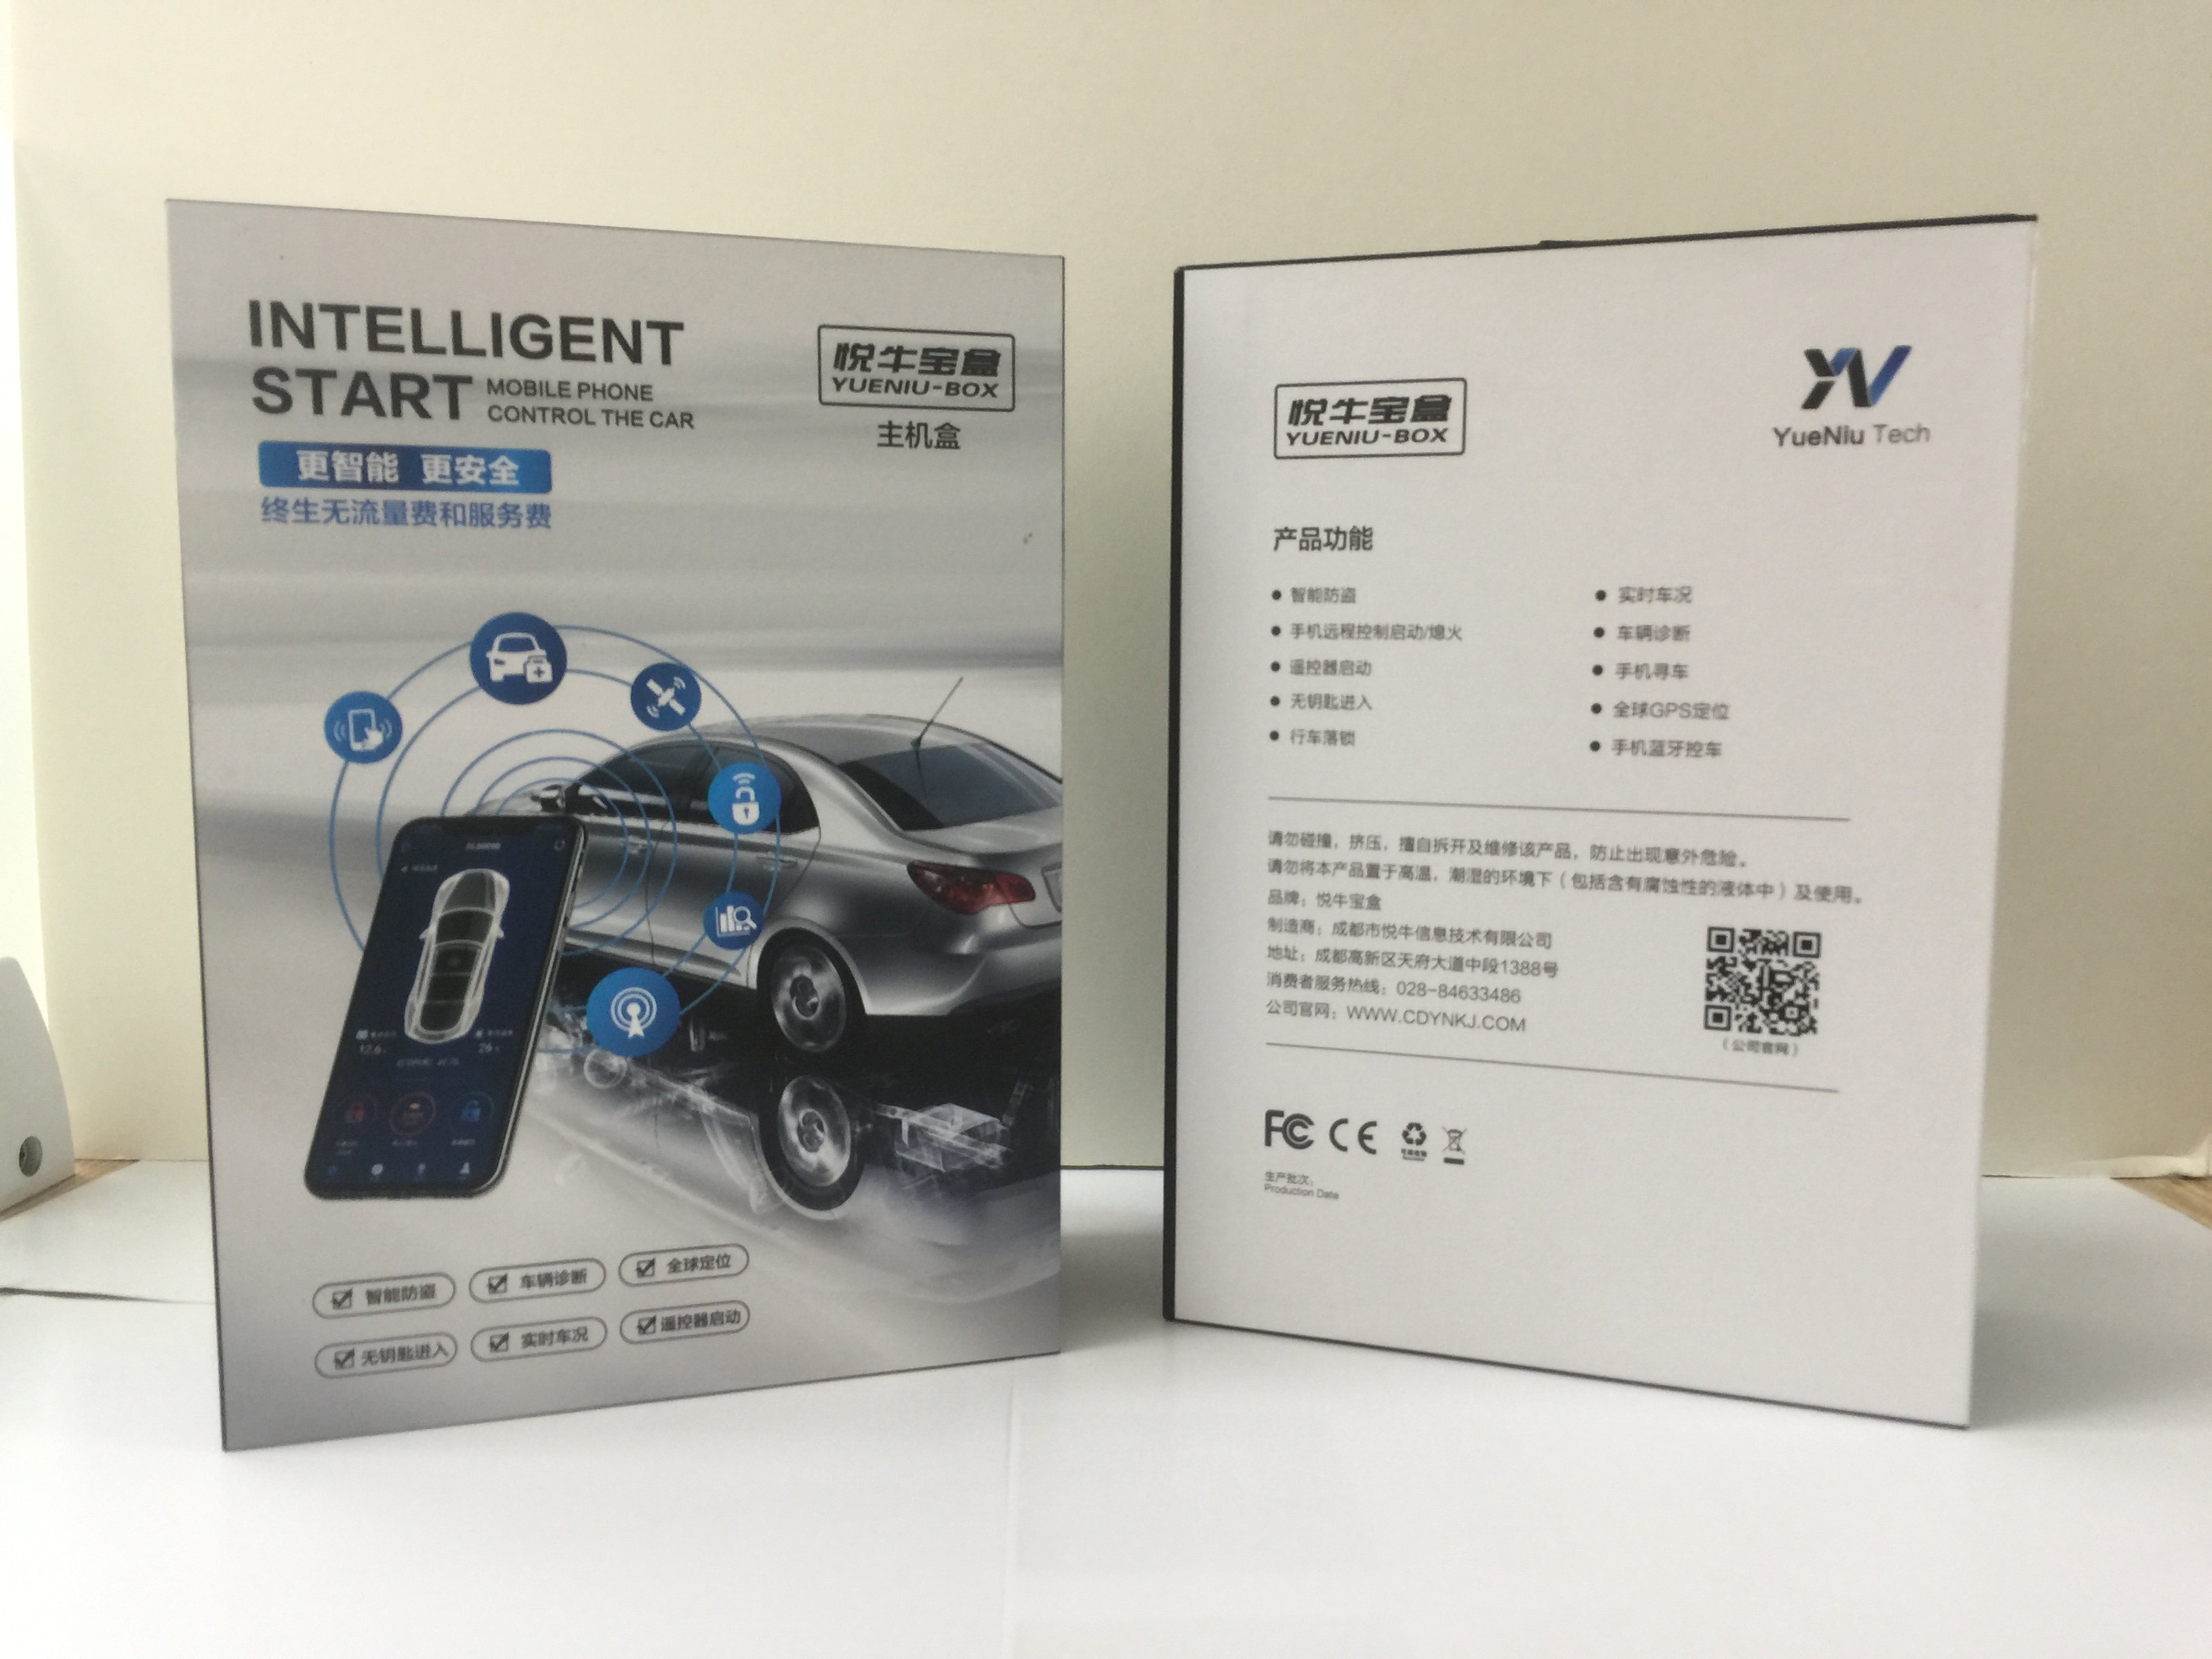 INTELLIGENT
START MOBILE PHONE
CONTROL THE CAR
更智能 更安全
终生无流量费和服务费
悦牛宝盒
YUENIU-BOX
主机盒
12.6
26
智能防盗
车辆诊断
全球定位
无钥匙进入
实时车况
遥控器启动
悦牛宝盒
YUENIU-BOX
YueNiu Tech
产品功能
智能防盗
手机远程控制启动/熄火
遥控器启动
无钥匙进入
行车落锁
实时车况
车辆诊断
手机寻车
全球GPS定位
手机蓝牙控车
请勿碰撞，挤压，擅自拆开及维修该产品，防止出现意外危险。
请勿将本产品置于高温，潮湿的环境下（包括含有腐蚀性的液体中）及使用。
品牌：悦牛宝盒
制造商：成都市悦牛信息技术有限公司
地址：成都高新区天府大道中段1388号
消费者服务热线：028-84633486
公司官网：WWW.CDYNKJ.COM
（公司官网）
FC CE
生产批次：
Production Date